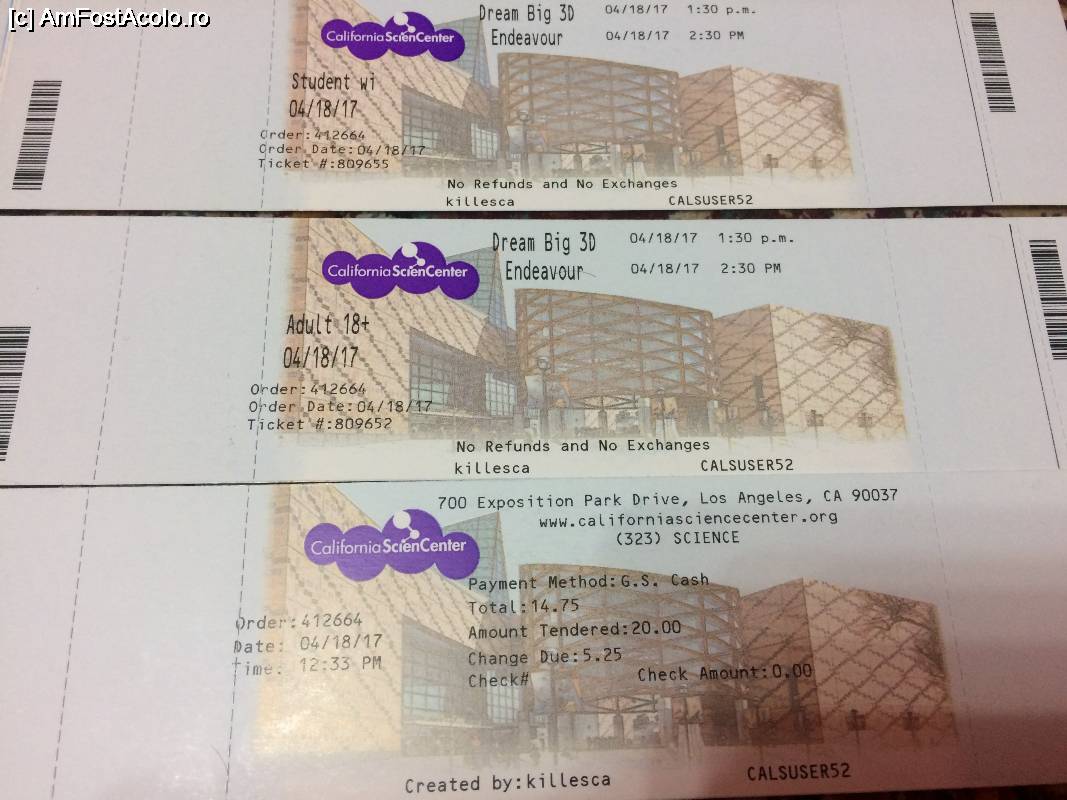 [c] AmFostAcolo.ro
California ScienCenter
Dream Big 3D 04/18/17 1:30 p.m.
Endeavour 04/18/17 2:30 PM
Student wi
04/18/17
Order:412664
Order Date:04/18/17
Ticket #:809655
No Refunds and No Exchanges
killesca CALSUSER52
California ScienCenter
Dream Big 3D 04/18/17 1:30 p.m.
Endeavour 04/18/17 2:30 PM
Adult 18+
04/18/17
Order:412664
Order Date:04/18/17
Ticket #:809652
No Refunds and No Exchanges
killesca CALSUSER52
700 Exposition Park Drive, Los Angeles, CA 90037
www.californiasciencecenter.org
(323) SCIENCE
California ScienCenter
Payment Method:G.S. Cash
Total:14.75
Amount Tendered:20.00
Change Due:5.25
Check# Check Amount:0.00
Order:412664
Date: 04/18/17
Time: 12:33 PM
Created by:killesca CALSUSER52